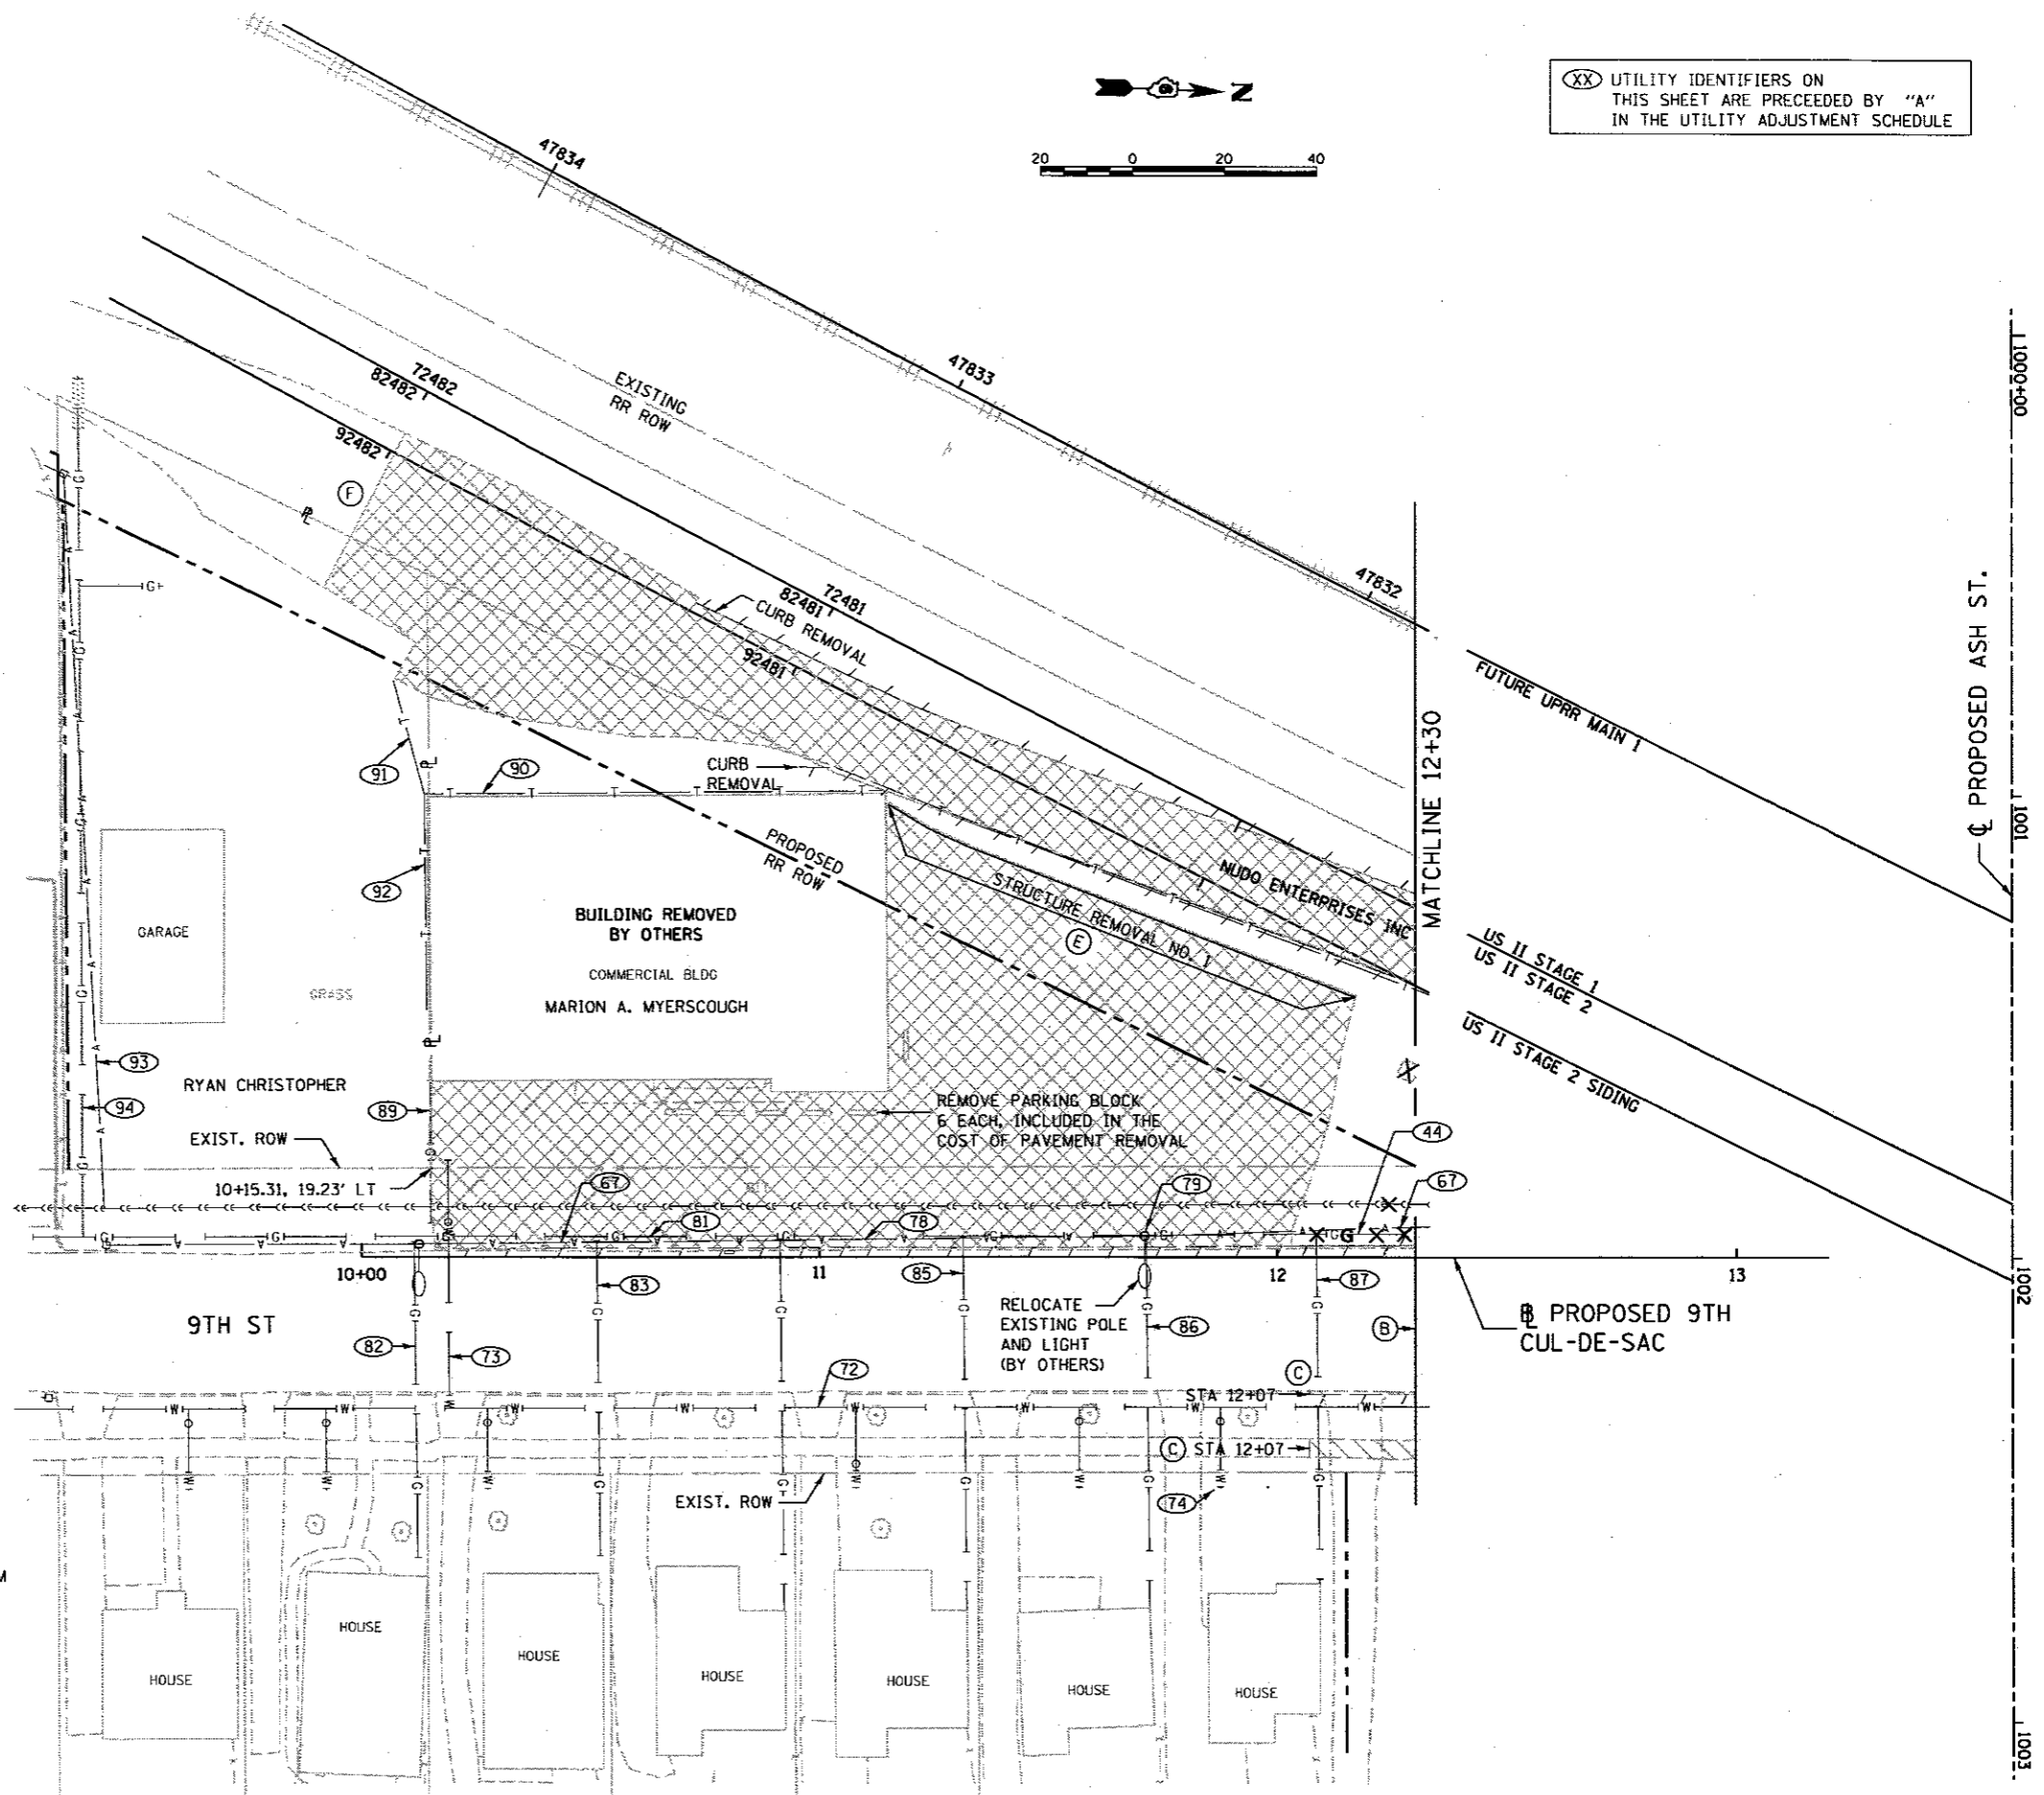 N
XX UTILITY IDENTIFIERS ON
THIS SHEET ARE PRECEEDED BY "A"
IN THE UTILITY ADJUSTMENT SCHEDULE
20 0 20 40
47834
47833
47832
EXISTING
RR ROW
72482
82482
92482
F
PL
72481
82481
92481
CURB REMOVAL
1000+00
1001
1002
1003
℄ PROPOSED ASH ST.
FUTURE UPRR MAIN 1
MATCHLINE 12+30
US II STAGE 1
US II STAGE 2
US II STAGE 2 SIDING
NUDO ENTERPRISES INC
STRUCTURE REMOVAL NO. 1
E
CURB
REMOVAL
PROPOSED
RR ROW
91
90
92
PL
PL
BUILDING REMOVED
BY OTHERS
COMMERCIAL BLDG
MARION A. MYERSCOUGH
GARAGE
GRASS
93
94
RYAN CHRISTOPHER
89
EXIST. ROW
10+15.31, 19.23' LT
REMOVE PARKING BLOCK
6 EACH, INCLUDED IN THE
COST OF PAVEMENT REMOVAL
44
67
67
81
78
79
10+00
11
12
13
83
85
87
86
82
73
72
B
C
9TH ST
RELOCATE
EXISTING POLE
AND LIGHT
(BY OTHERS)
BL PROPOSED 9TH
CUL-DE-SAC
STA 12+07
C STA 12+07
74
EXIST. ROW
HOUSE
HOUSE
HOUSE
HOUSE
HOUSE
HOUSE
HOUSE